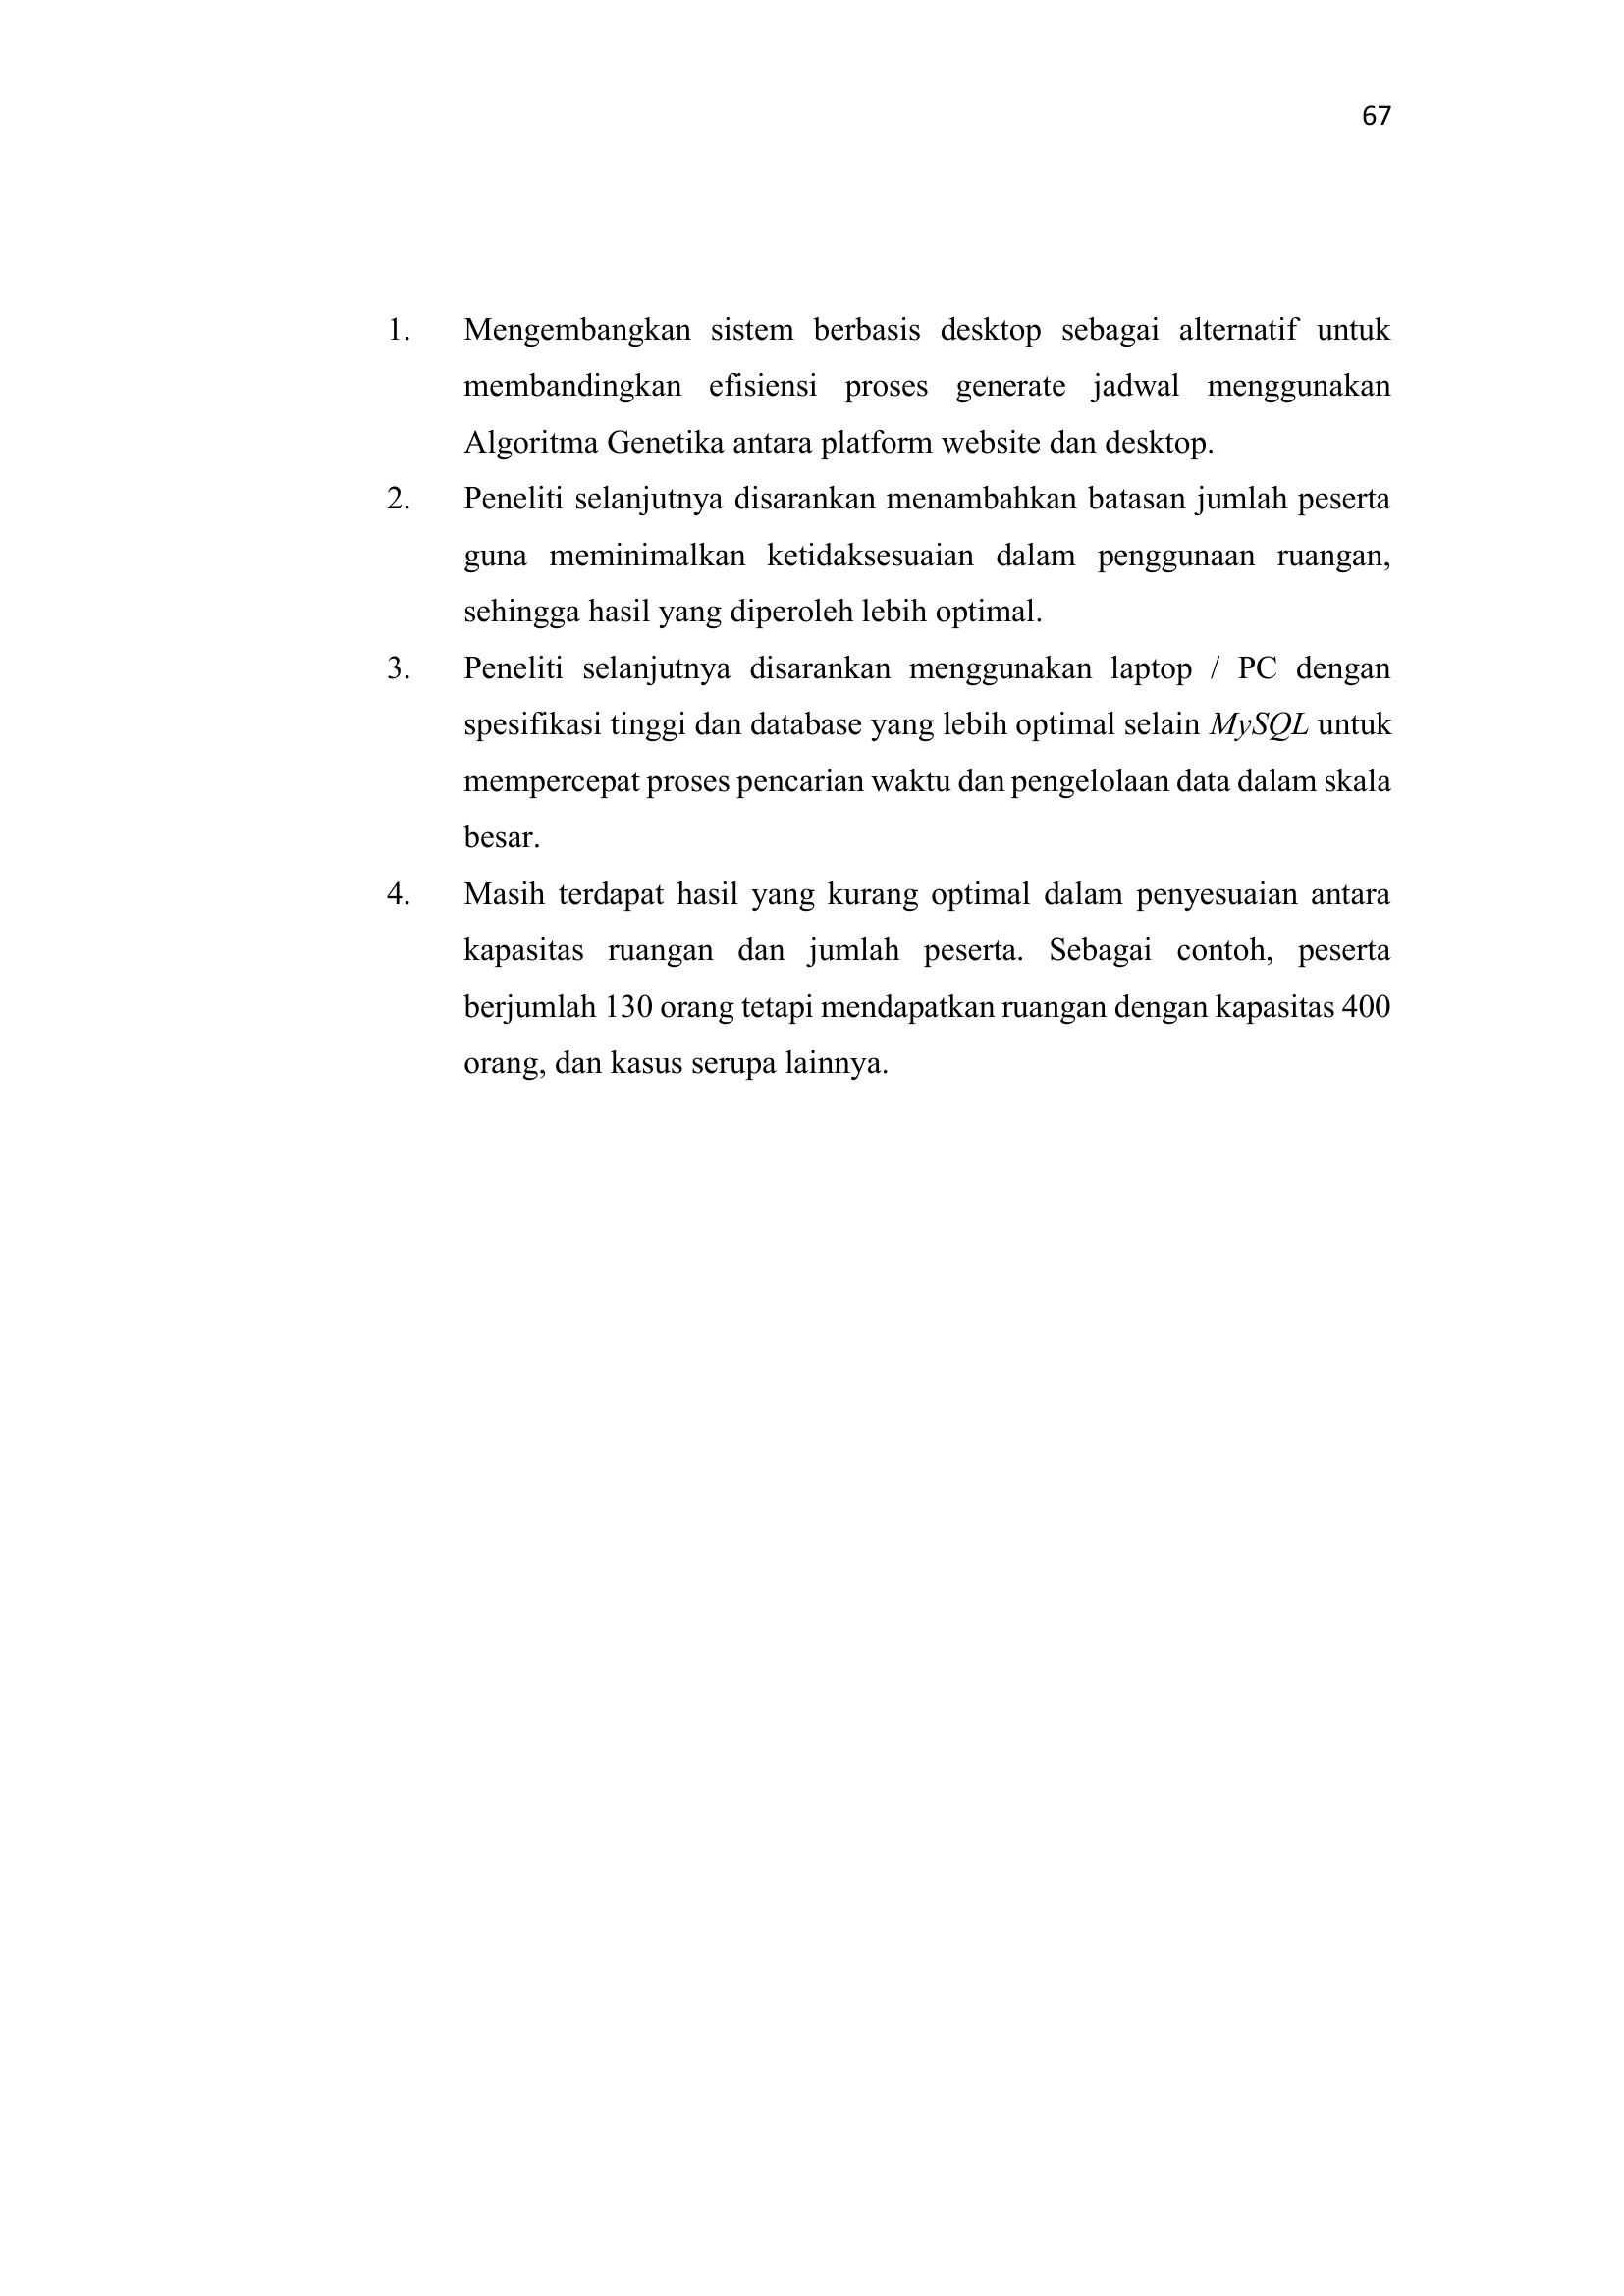 67
1. Mengembangkan sistem berbasis desktop sebagai alternatif untuk
membandingkan efisiensi proses generate jadwal menggunakan
Algoritma Genetika antara platform website dan desktop.
2. Peneliti selanjutnya disarankan menambahkan batasan jumlah peserta
guna meminimalkan ketidaksesuaian dalam penggunaan ruangan,
sehingga hasil yang diperoleh lebih optimal.
3. Peneliti selanjutnya disarankan menggunakan laptop / PC dengan
spesifikasi tinggi dan database yang lebih optimal selain MySQL untuk
mempercepat proses pencarian waktu dan pengelolaan data dalam skala
besar.
4. Masih terdapat hasil yang kurang optimal dalam penyesuaian antara
kapasitas ruangan dan jumlah peserta. Sebagai contoh, peserta
berjumlah 130 orang tetapi mendapatkan ruangan dengan kapasitas 400
orang, dan kasus serupa lainnya.